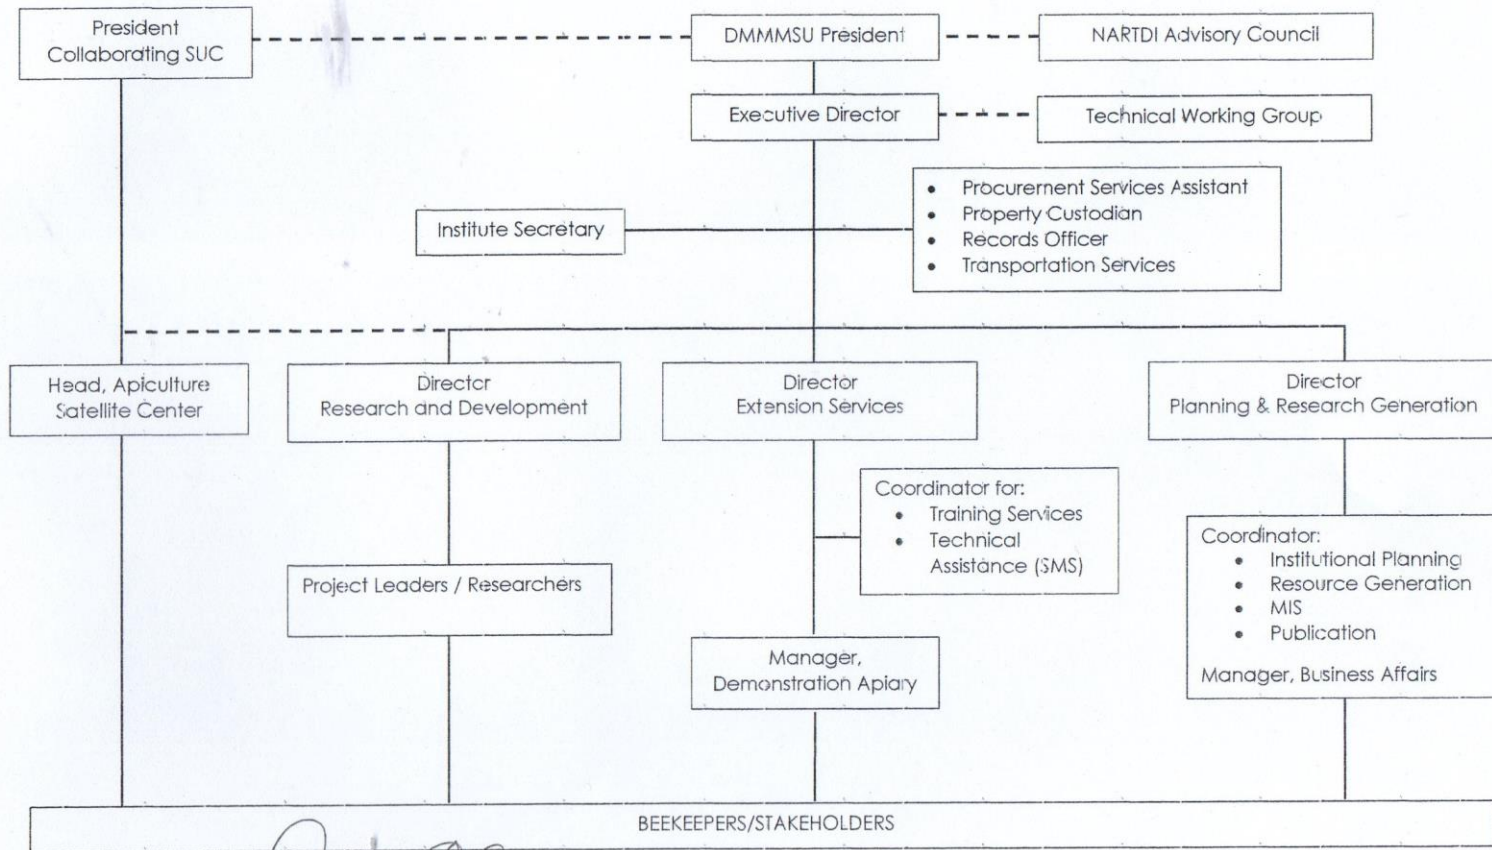 President
Collaborating SUC
DMMMSU President
NARTDI Advisory Council
Executive Director
Technical Working Group
• Procurement Services Assistant
• Property Custodian
• Records Officer
• Transportation Services
Institute Secretary
Head, Apiculture
Satellite Center
Director
Research and Development
Director
Extension Services
Director
Planning & Research Generation
Coordinator for:
• Training Services
• Technical
Assistance (SMS)
Coordinator:
• Institutional Planning
• Resource Generation
• MIS
• Publication
Manager, Business Affairs
Project Leaders / Researchers
Manager,
Demonstration Apiary
BEEKEEPERS/STAKEHOLDERS